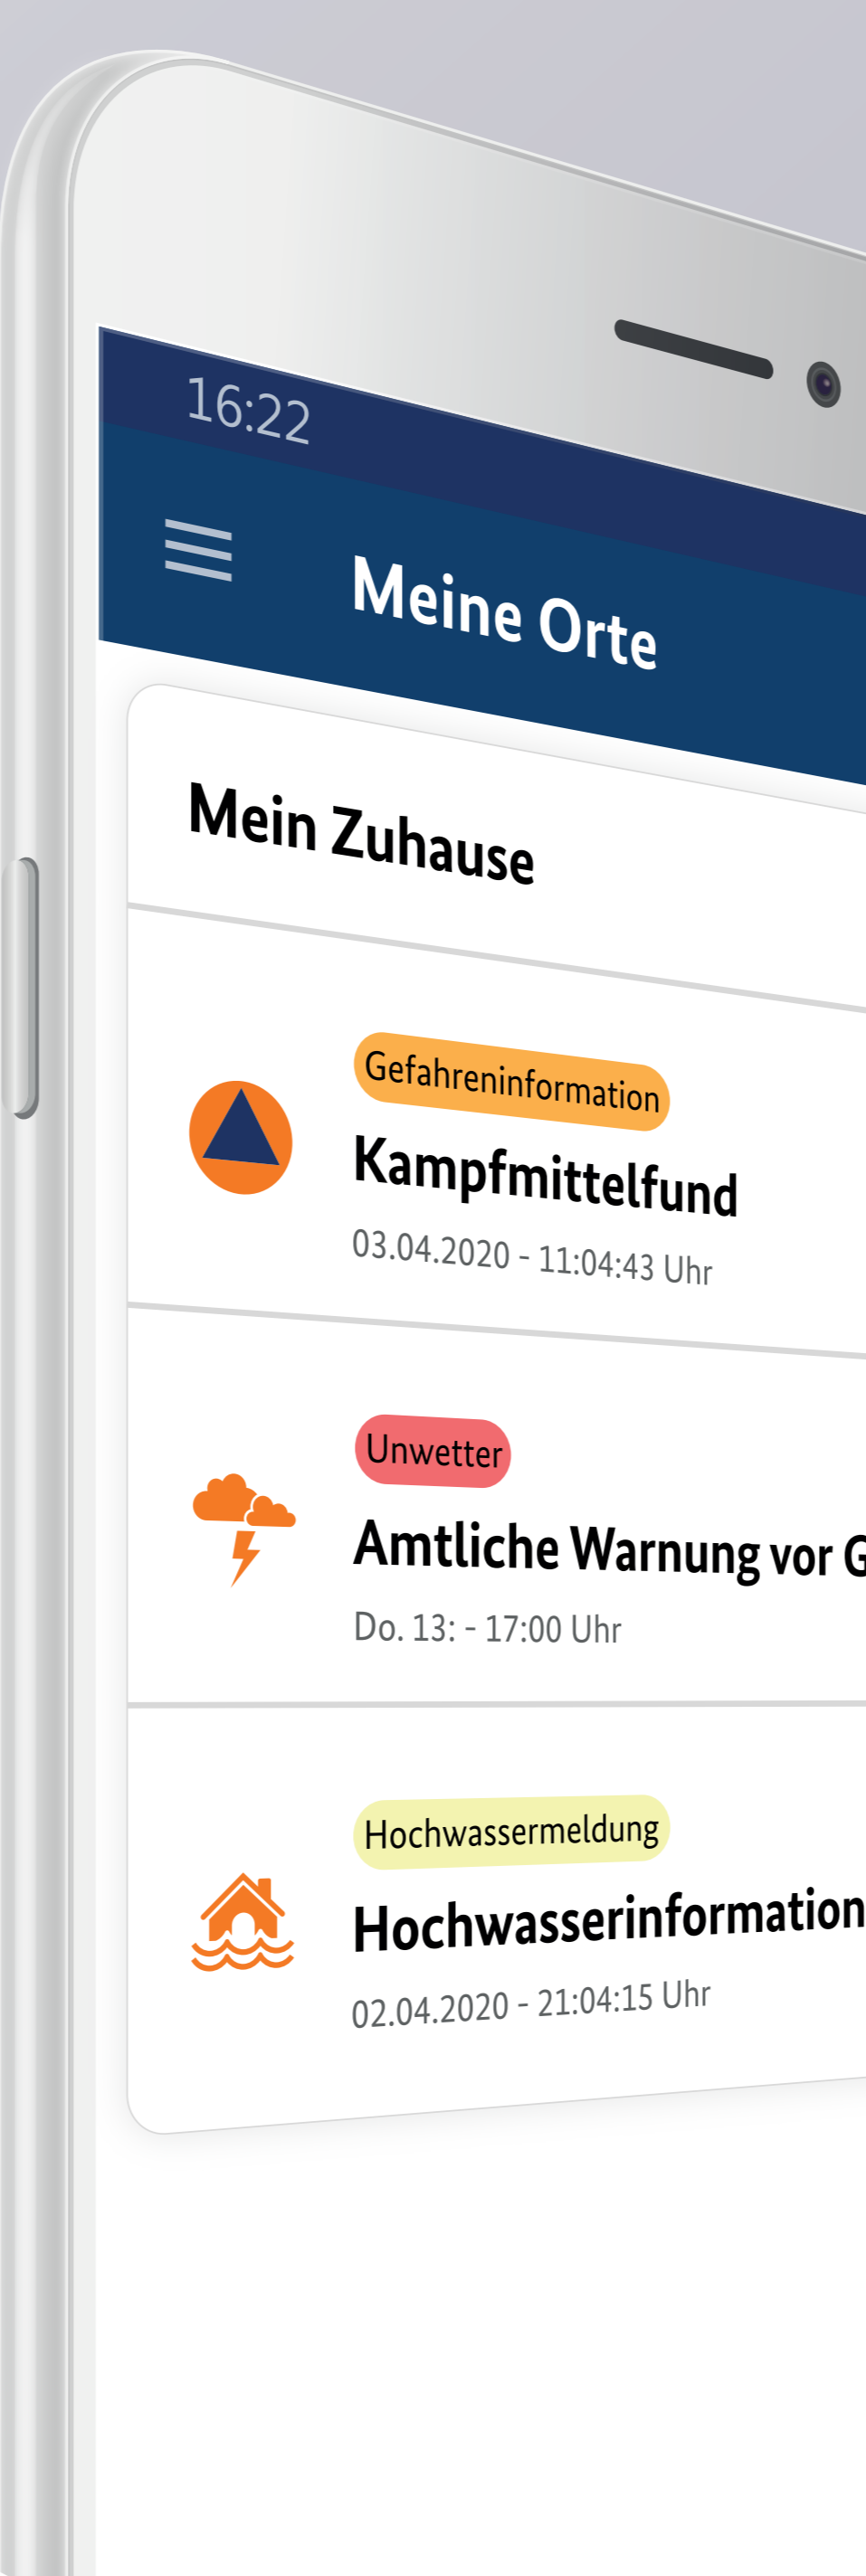 16:22
Meine Orte
Mein Zuhause
Gefahreninformation
Kampfmittelfund
03.04.2020 - 11:04:43 Uhr
Unwetter
Amtliche Warnung vor G
Do. 13: - 17:00 Uhr
Hochwassermeldung
Hochwasserinformation
02.04.2020 - 21:04:15 Uhr